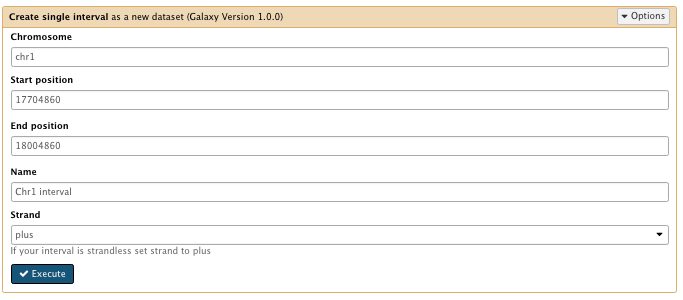 Create single interval as a new dataset (Galaxy Version 1.0.0) Options
Chromosome
chr1
Start position
17704860
End position
18004860
Name
Chr1 interval
Strand
plus
If your interval is strandless set strand to plus
Execute